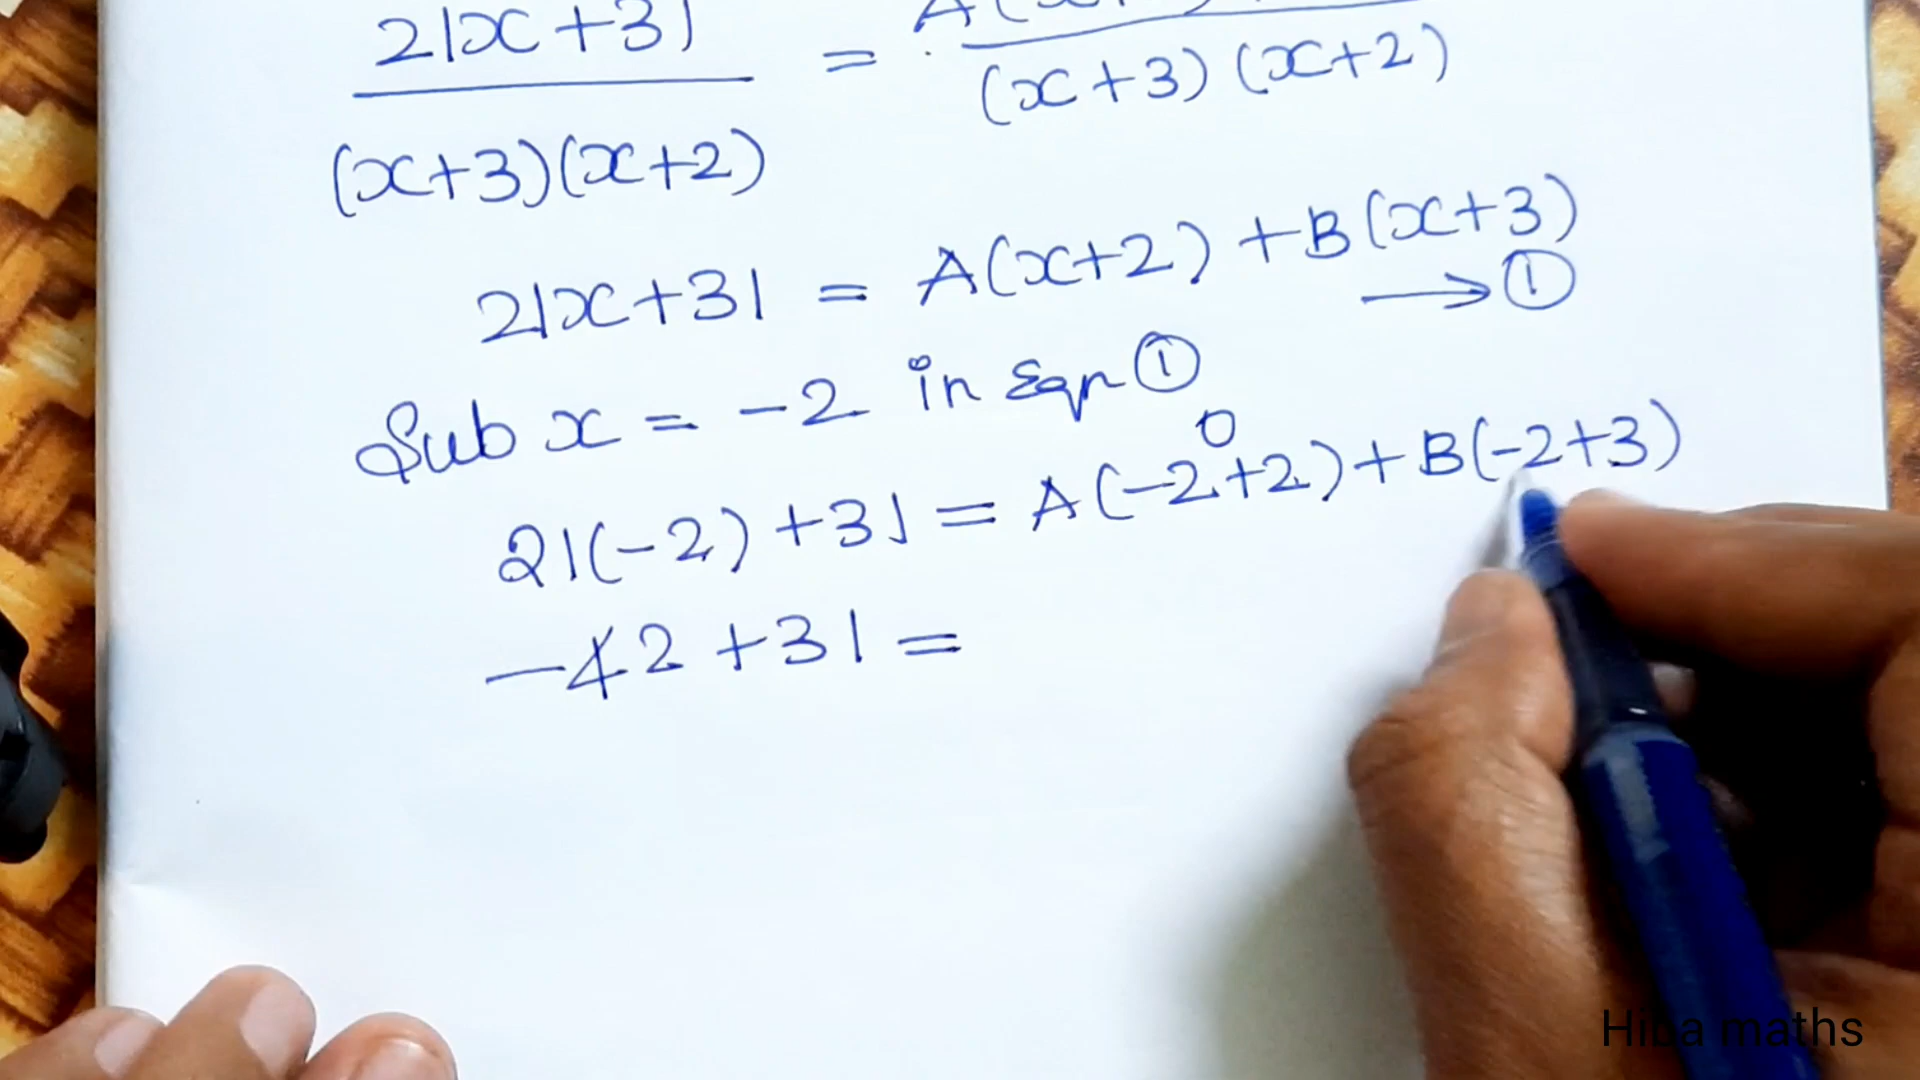 21x+31 = A(x+
(x+3)(x+2) (x+3)(x+2)
21x+31 = A(x+2) +B(x+3)
→ ①
Sub x = -2 in Eqn ①
0
21(-2) +31 = A(-2+2)+B(-2+3)
-42 +31 =
Hiba maths